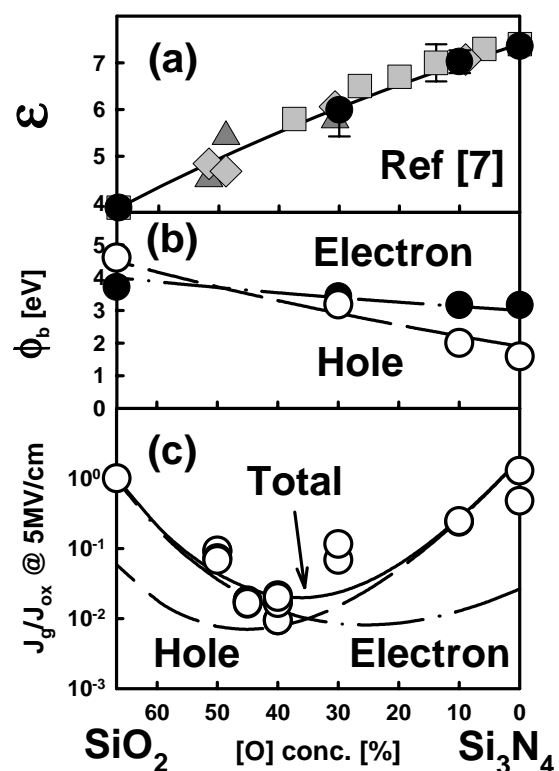 (a)
7
6
5
4
ε
Ref [7]
(b)
Electron
5
4
3
2
1
0
ϕb [eV]
Hole
(c)
Total
10⁰
10⁻¹
10⁻²
10⁻³
Jg/Jox @ 5MV/cm
Hole
Electron
60 50 40 30 20 10 0
SiO₂ [O] conc. [%] Si₃N₄